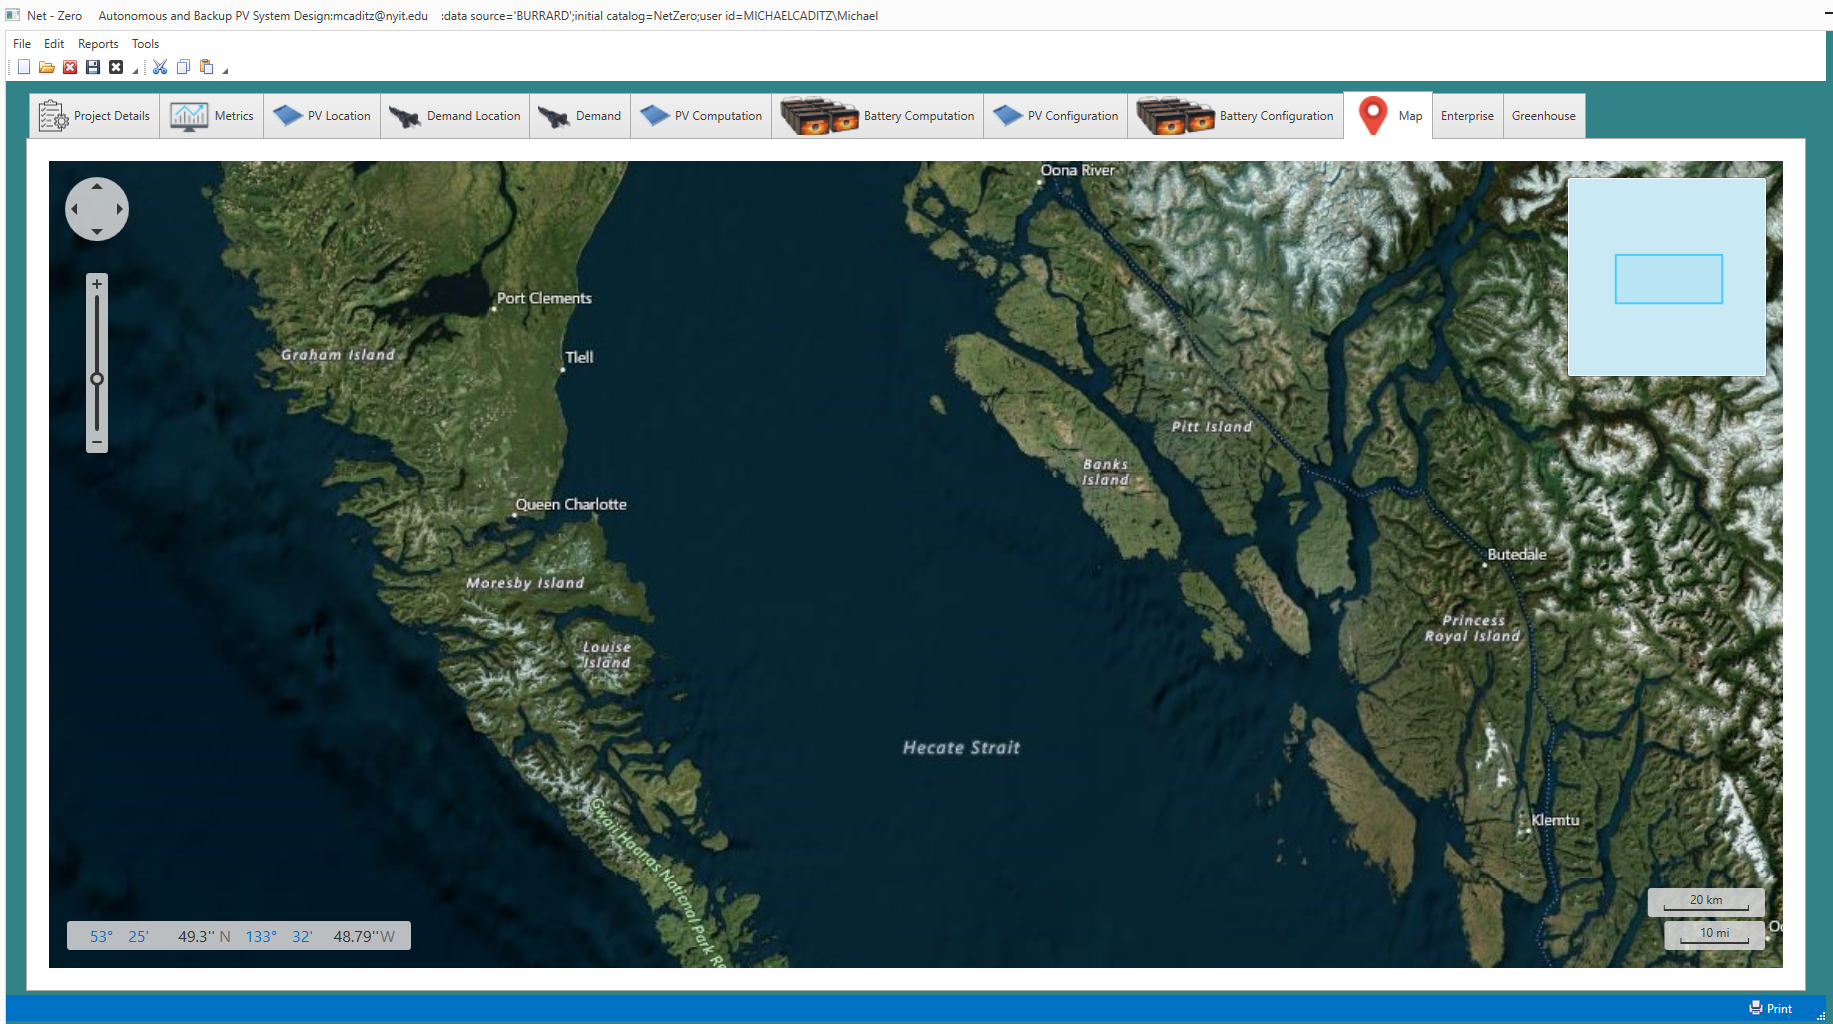 Net - Zero Autonomous and Backup PV System Design:mcaditz@nyit.edu :data source='BURRARD';initial catalog=NetZero;user id=MICHAELCADITZ\Michael
File Edit Reports Tools
Project Details Metrics PV Location Demand Location Demand PV Computation Battery Computation PV Configuration Battery Configuration Map Enterprise Greenhouse
Oona River
Port Clements
Graham Island
Tlell
Pitt Island
Banks
Island
Queen Charlotte
Butedale
Moresby Island
Princess
Royal Island
Louise
Island
Hecate Strait
Gwaii Haanas National Park Re
Klemtu
20 km
10 mi
53° 25' 49.3'' N 133° 32' 48.79'' W
Print